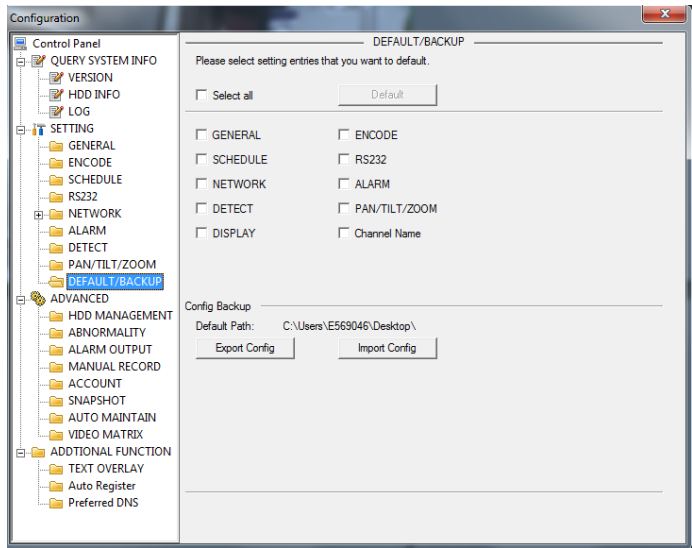 Configuration
Control Panel
QUERY SYSTEM INFO
VERSION
HDD INFO
LOG
SETTING
GENERAL
ENCODE
SCHEDULE
RS232
NETWORK
ALARM
DETECT
PAN/TILT/ZOOM
DEFAULT/BACKUP
ADVANCED
HDD MANAGEMENT
ABNORMALITY
ALARM OUTPUT
MANUAL RECORD
ACCOUNT
SNAPSHOT
AUTO MAINTAIN
VIDEO MATRIX
ADDTIONAL FUNCTION
TEXT OVERLAY
Auto Register
Preferred DNS
DEFAULT/BACKUP
Please select setting entries that you want to default.
Select all Default
GENERAL ENCODE
SCHEDULE RS232
NETWORK ALARM
DETECT PAN/TILT/ZOOM
DISPLAY Channel Name
Config Backup
Default Path: C:\Users\E569046\Desktop\
Export Config Import Config